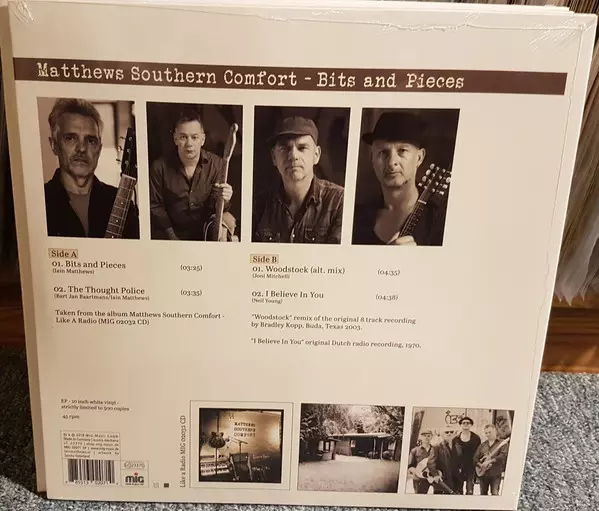 Matthews Southern Comfort - Bits and Pieces
Side A
01. Bits and Pieces (03:25)
(Iain Matthews)
02. The Thought Police (03:35)
(Bart Jan Baartmans/Iain Matthews)
Taken from the album Matthews Southern Comfort -
Like A Radio (MIG 02032 CD)
Side B
01. Woodstock (alt. mix) (04:35)
(Joni Mitchell)
02. I Believe In You (04:38)
(Neil Young)
"Woodstock" remix of the original 8 track recording
by Bradley Kopp, Buda, Texas 2003.
"I Believe In You" original Dutch radio recording, 1970.
EP - 10 inch white vinyl -
strictly limited to 500 copies
45 rpm
mig
Like a Radio MIG 02032 CD
MATTHEWS
SOUTHERN
COMFORT